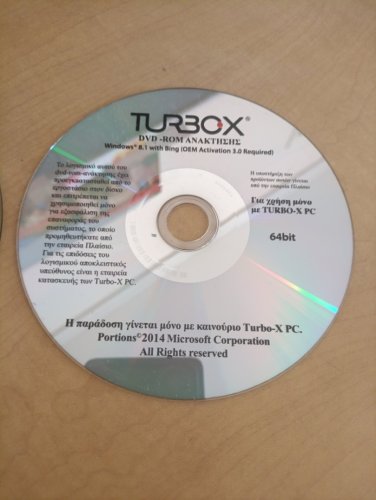 TURBOX®
DVD -ROM ΑΝΑΚΤΗΣΗΣ
Windows® 8.1 with Bing (OEM Activation 3.0 Required)
Το λογισμικό αυτού του
dvd-rom-ανάκτησης έχει
προεγκατασταθεί από το
εργοστάσιο στον δίσκο
και επιτρέπεται να
χρησιμοποιηθεί μόνο
για εξασφάλιση της
επαναφοράς του
συστήματος, το οποίο
προμηθευτήκατε από
την εταιρεία Πλαίσιο.
Για τις επιδόσεις του
λογισμικού αποκλειστικός
υπεύθυνος είναι η εταιρεία
κατασκευής των Turbo-X PC.
Η υποστήριξη των
προϊόντων αυτών γίνεται
από την εταιρεία Πλαίσιο
Για χρήση μόνο
με TURBO-X PC
64bit
Η παράδοση γίνεται μόνο με καινούριο Turbo-X PC.
Portions©2014 Microsoft Corporation
All Rights reserved